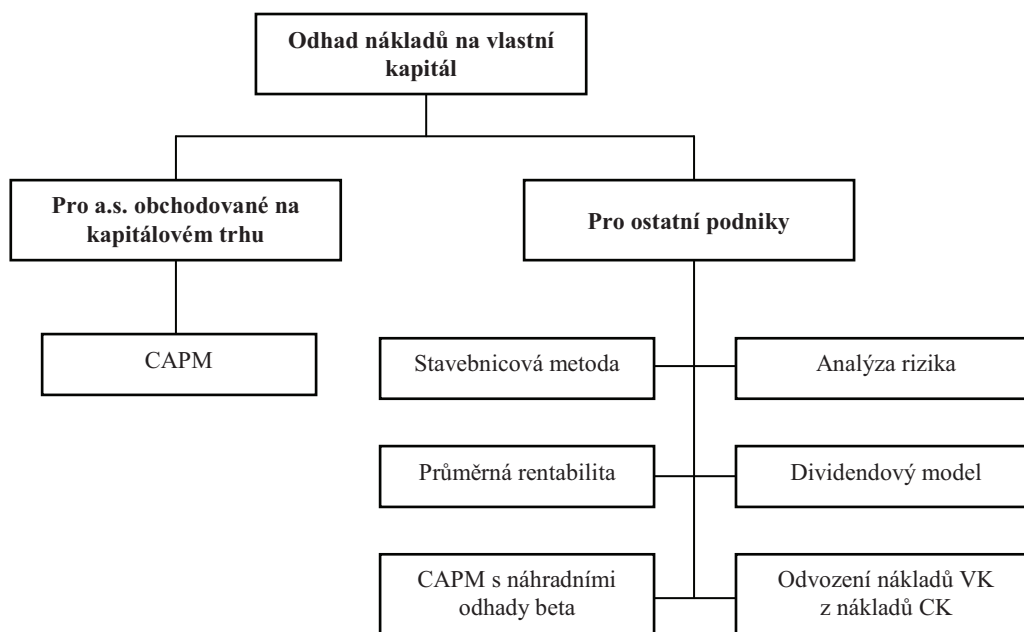 Odhad nákladů na vlastní
kapitál
Pro a.s. obchodované na
kapitálovém trhu
Pro ostatní podniky
CAPM
Stavebnicová metoda
Analýza rizika
Průměrná rentabilita
Dividendový model
CAPM s náhradními
odhady beta
Odvození nákladů VK
z nákladů CK